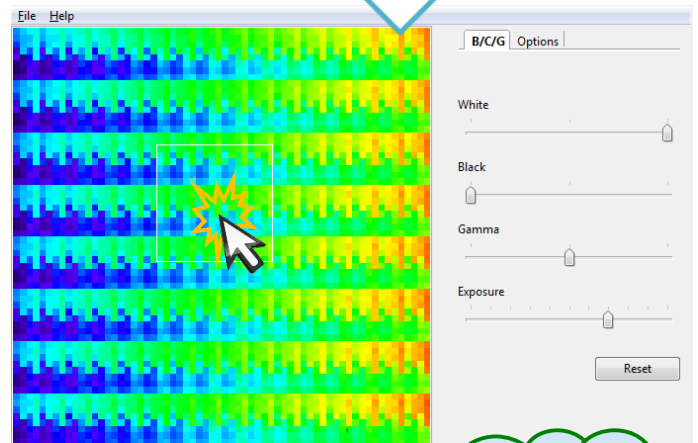 File Help
B/C/G Options
White
Black
Gamma
Exposure
Reset